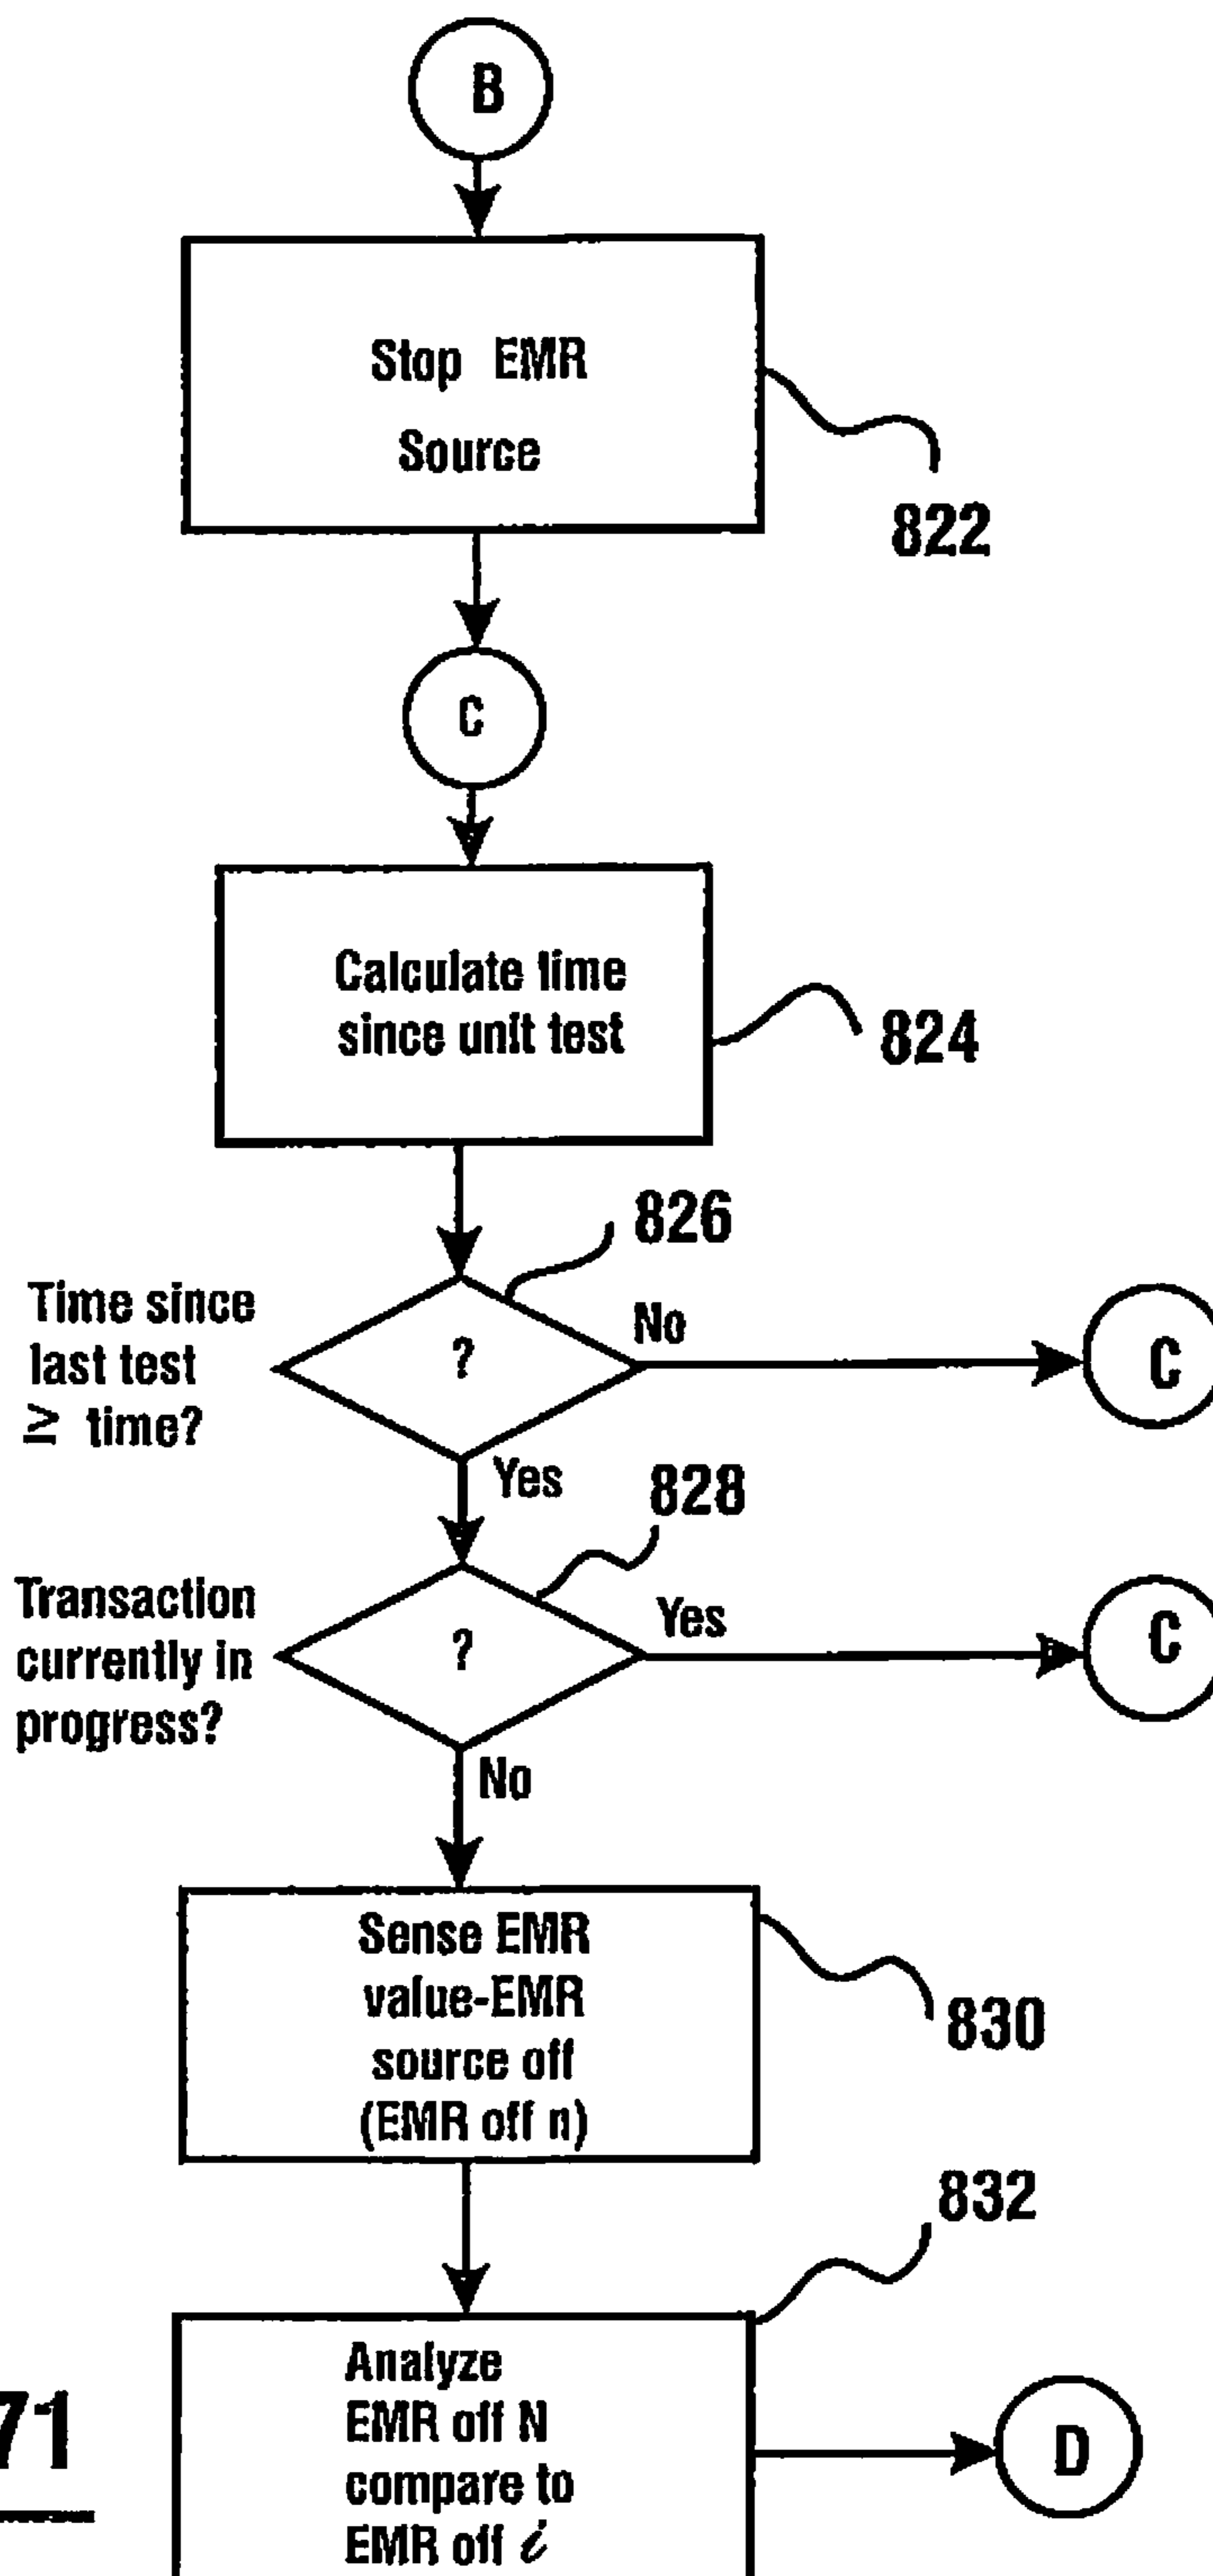 B
Stop EMR
Source
822
C
Calculate time
since unit test
824
826
Time since
last test
≥ time?
?
No
C
Yes
828
Transaction
currently in
progress?
?
Yes
C
No
Sense EMR
value-EMR
source off
(EMR off n)
830
832
Analyze
EMR off N
compare to
EMR off i
D
71